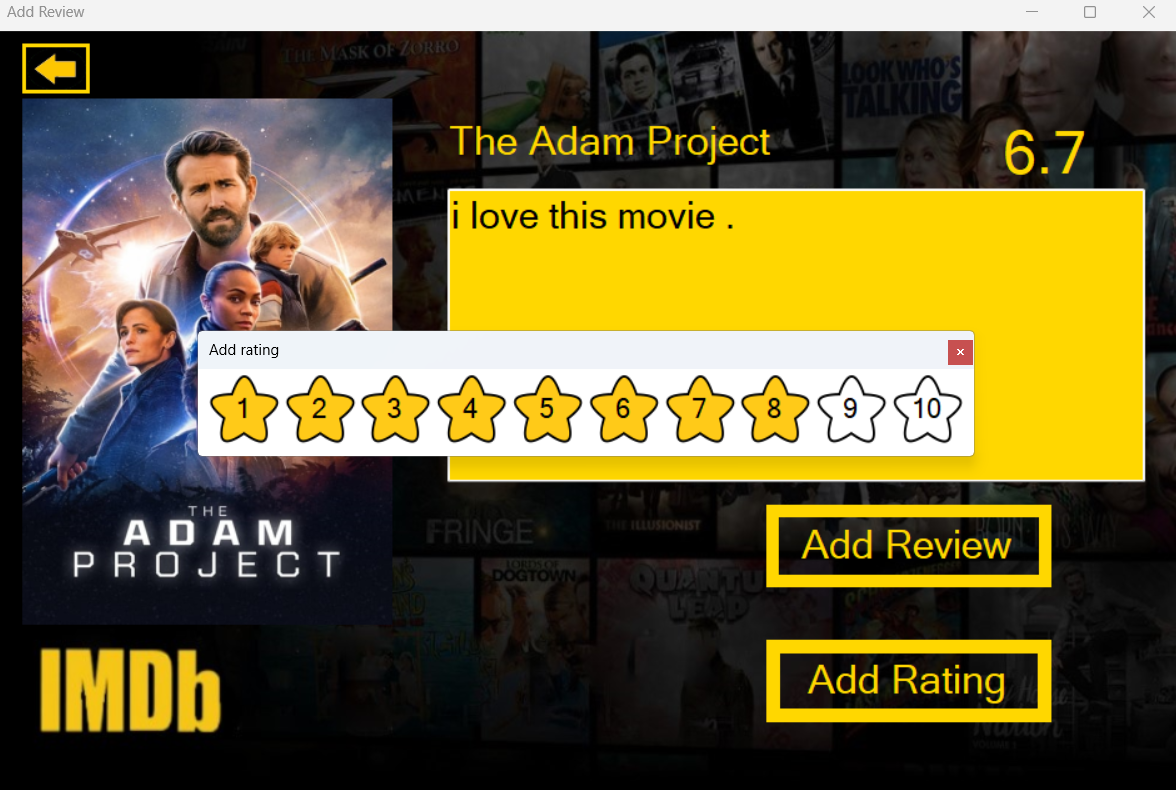 Add Review
THE MASK OF ZORRO
LOOK WHO'S
TALKING
The Adam Project
6.7
i love this movie .
Add rating
1 2 3 4 5 6 7 8 9 10
THE
ADAM
PROJECT
FRINGE
THE ILLUSIONIST
Add Review
LORDS OF
DOGTOWN
QUANTUM
LEAP
Add Rating
IMDb